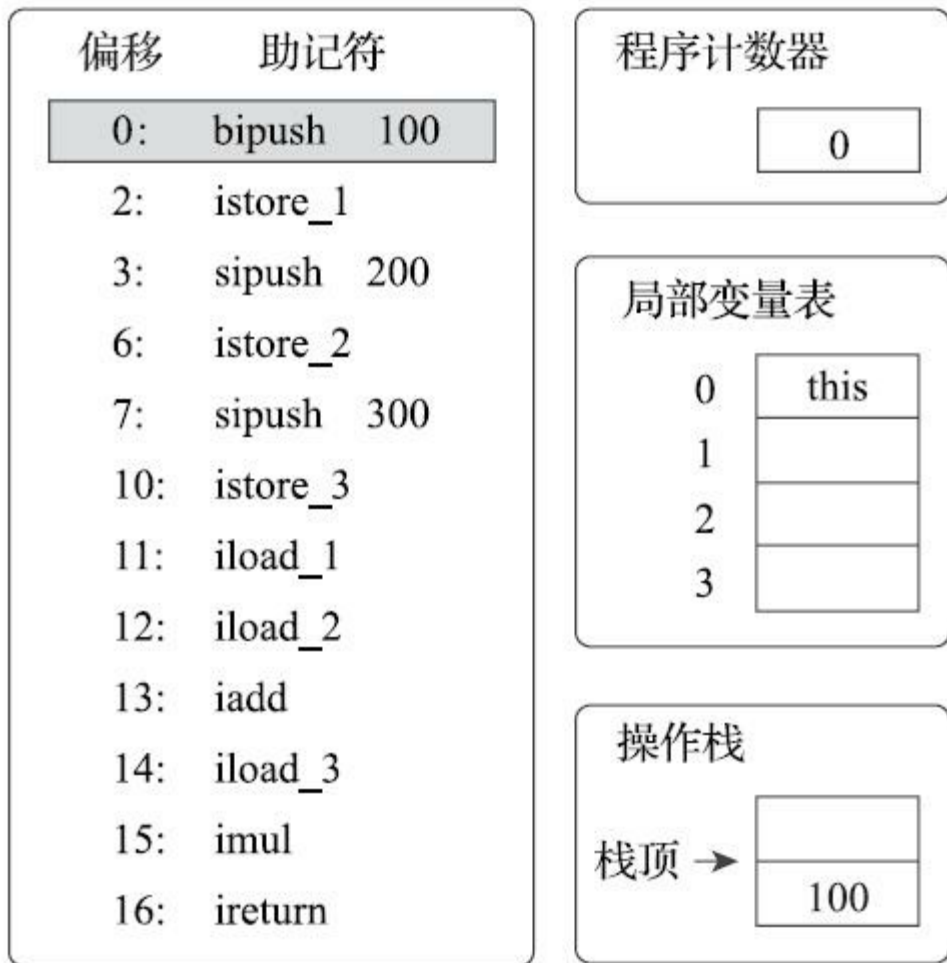 偏移 助记符
0: bipush 100
2: istore_1
3: sipush 200
6: istore_2
7: sipush 300
10: istore_3
11: iload_1
12: iload_2
13: iadd
14: iload_3
15: imul
16: ireturn
程序计数器
0
局部变量表
0 this
1
2
3
操作栈
栈顶
100